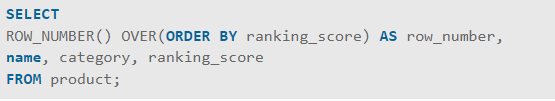 SELECT
ROW_NUMBER() OVER(ORDER BY ranking_score) AS row_number,
name, category, ranking_score
FROM product;